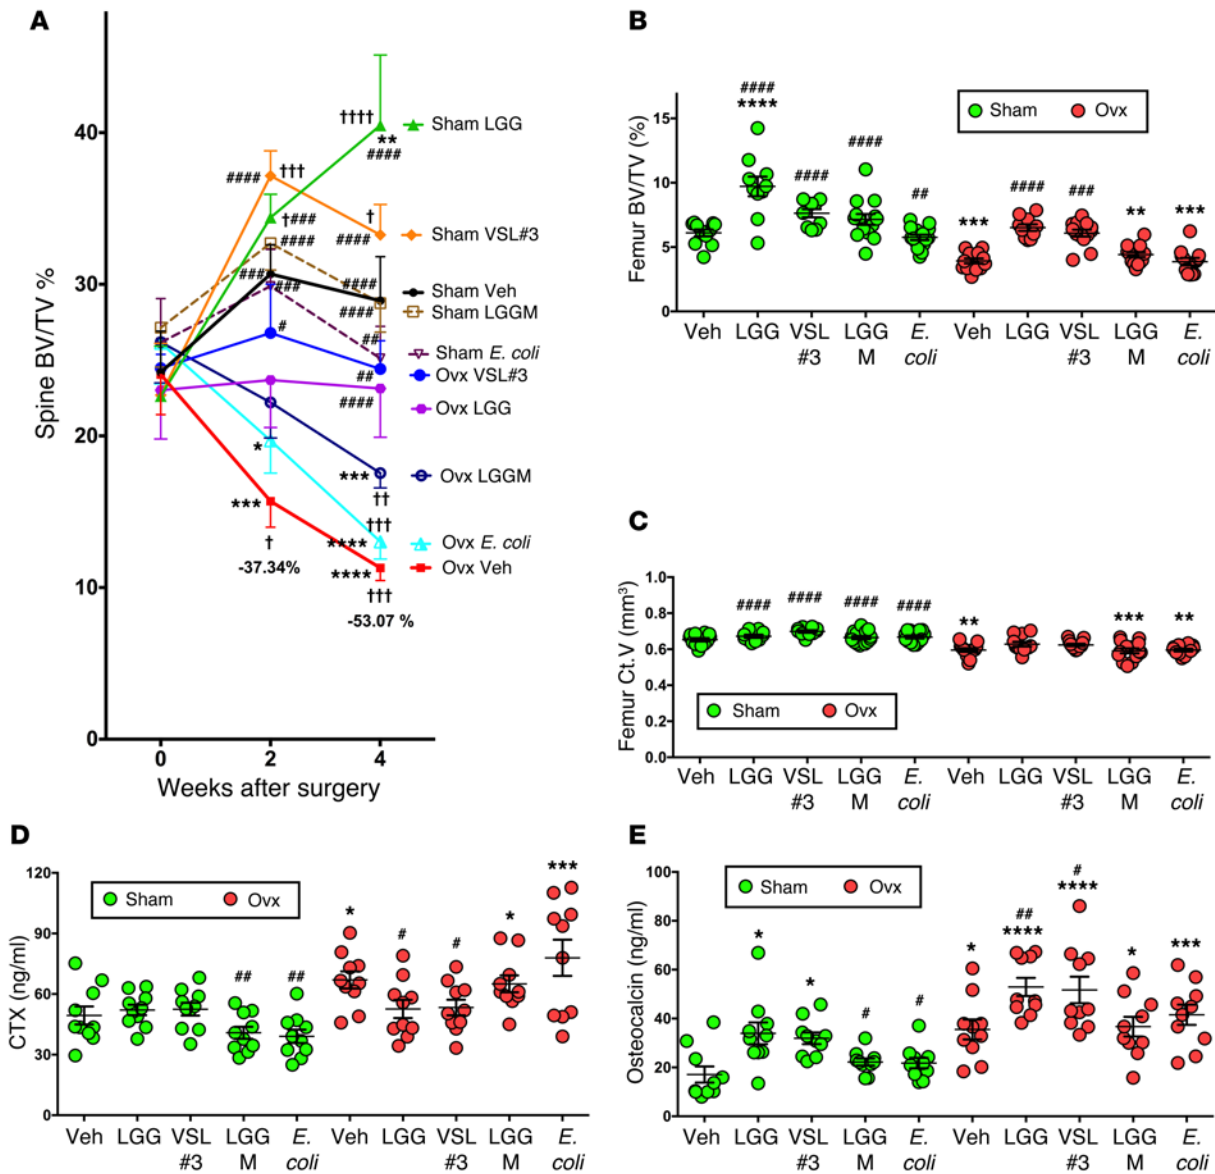 A
Spine BV/TV %
40
30
20
10
0
0 2 4
Weeks after surgery
††††
**
####
#### †††
†###
####
†
####
####
###
####
####
#
##
##
####
*
***
††
***
†
-37.34%
†††
****
****
†††
-53.07 %
Sham LGG
Sham VSL#3
Sham Veh
Sham LGGM
Sham E. coli
Ovx VSL#3
Ovx LGG
Ovx LGGM
Ovx E. coli
Ovx Veh
B
Femur BV/TV (%)
15
10
5
0
Sham Ovx
####
****
####
####
##
***
####
###
**
***
Veh LGG VSL LGG E. Veh LGG VSL LGG E.
#3 M coli #3 M coli
C
Femur Ct.V (mm³)
1.0
0.8
0.6
0.4
0.2
0.0
#### #### #### #### ** *** **
Sham Ovx
Veh LGG VSL LGG E. Veh LGG VSL LGG E.
#3 M coli #3 M coli
D
CTX (ng/ml)
120
90
60
30
0
Sham Ovx
## ## * # # * ***
Veh LGG VSL LGG E. Veh LGG VSL LGG E.
#3 M coli #3 M coli
E
Osteocalcin (ng/ml)
100
80
60
40
20
0
Sham Ovx
*
*
#
#
*
##
****
#
****
*
***
Veh LGG VSL LGG E. Veh LGG VSL LGG E.
#3 M coli #3 M coli